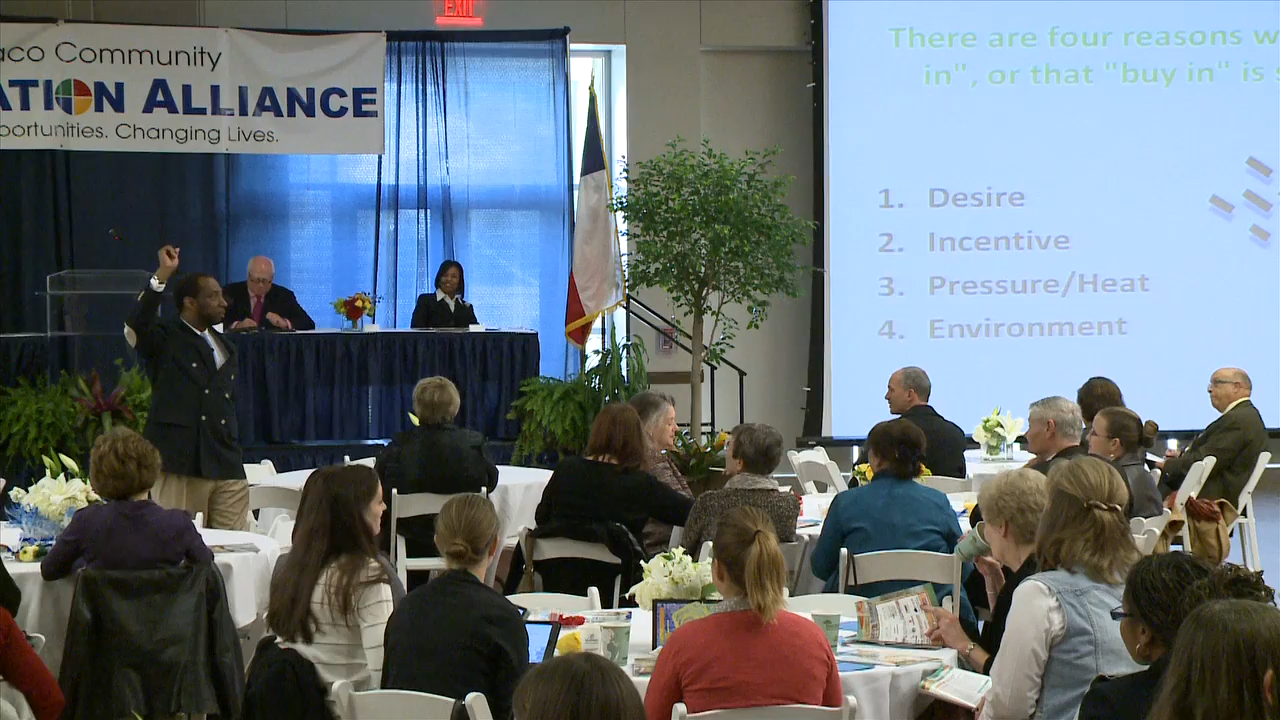 EXIT
aco Community
ATION ALLIANCE
portunities. Changing Lives.
There are four reasons w
in", or that "buy in" is s
1. Desire
2. Incentive
3. Pressure/Heat
4. Environment